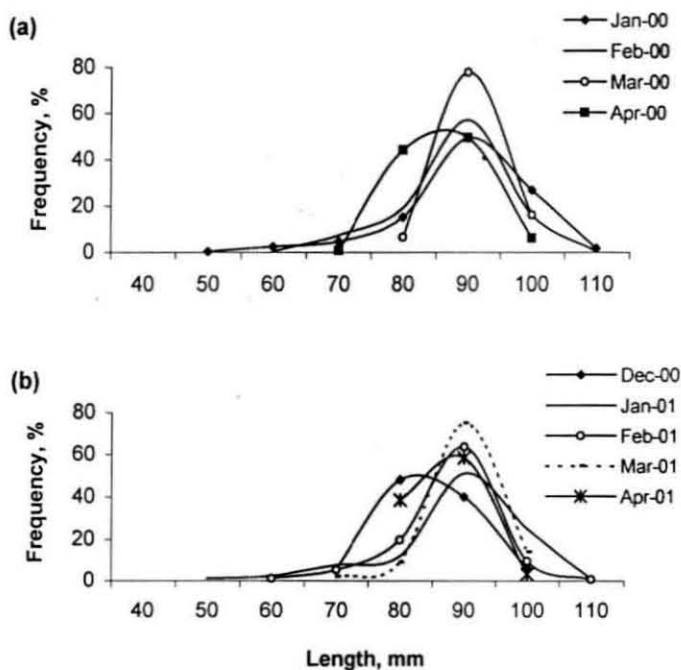 (a)
Jan-00
Feb-00
Mar-00
Apr-00
Frequency, %
80
60
40
20
0
40 50 60 70 80 90 100 110
(b)
Dec-00
Jan-01
Feb-01
Mar-01
Apr-01
Frequency, %
80
60
40
20
0
40 50 60 70 80 90 100 110
Length, mm